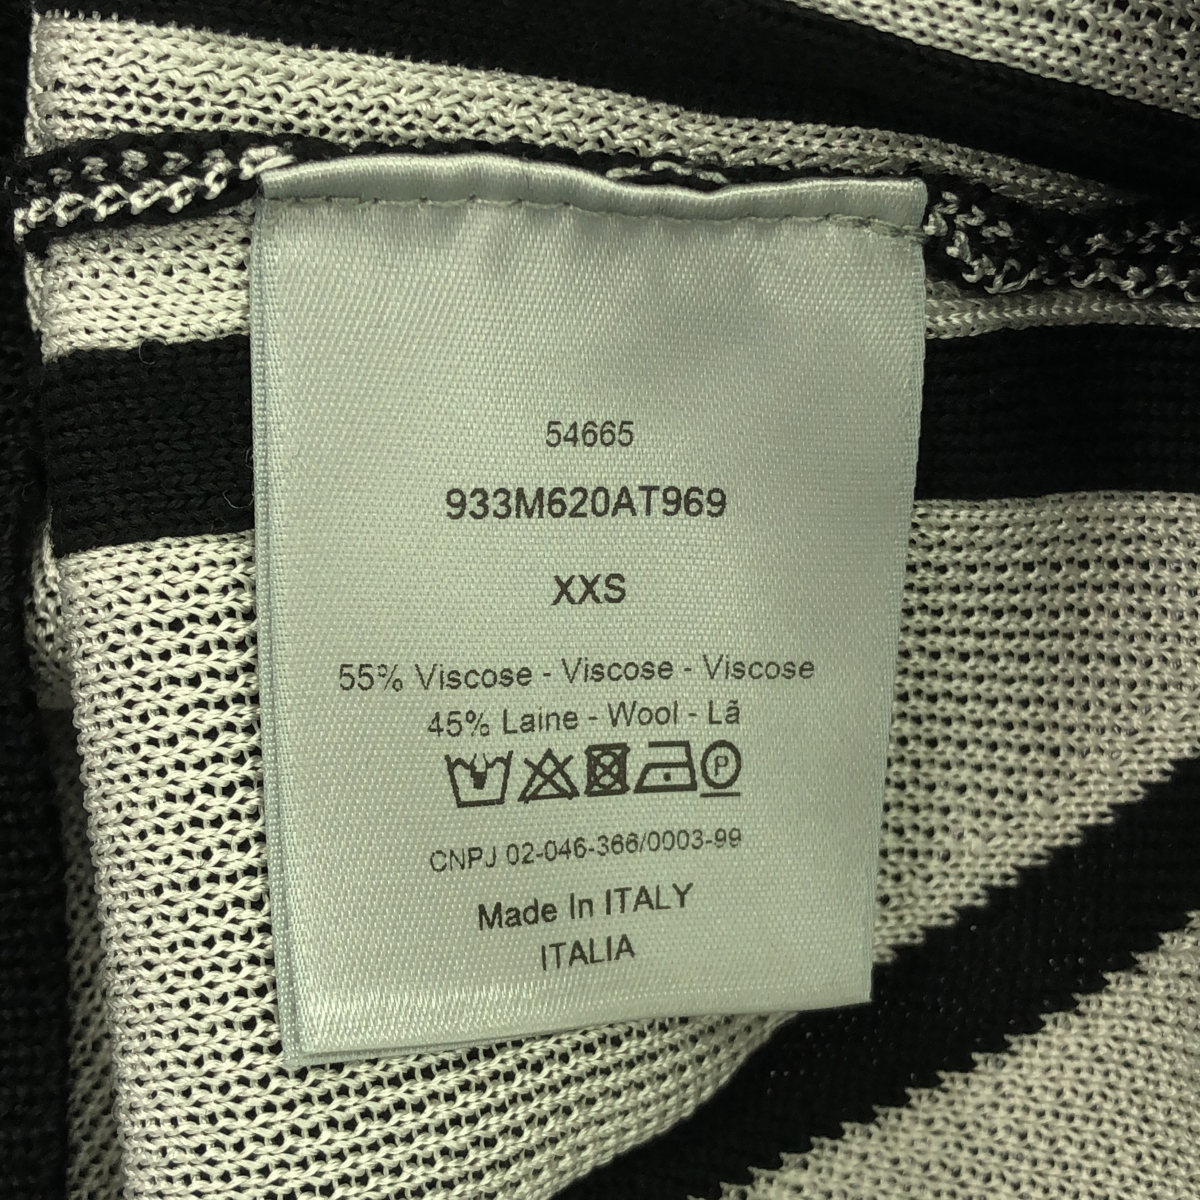 54665
933M620AT969
XXS
55% Viscose - Viscose - Viscose
45% Laine - Wool - Lã
P
CNPJ 02-046-366/0003-99
Made In ITALY
ITALIA